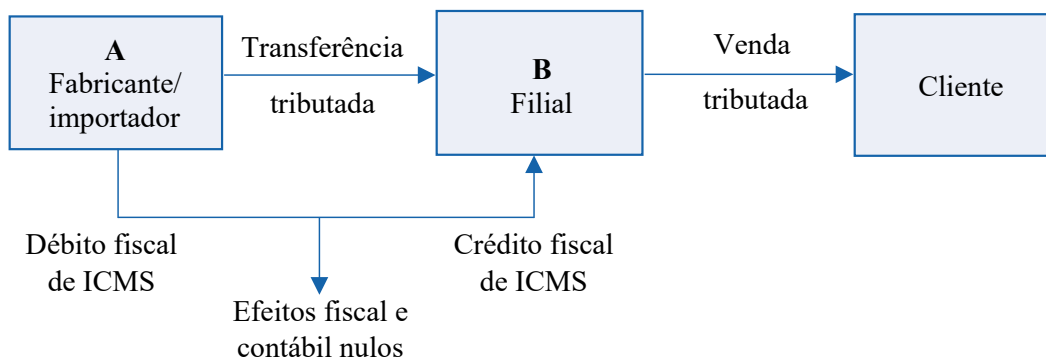 A
Fabricante/
importador
Transferência
tributada
B
Filial
Venda
tributada
Cliente
Débito fiscal
de ICMS
Crédito fiscal
de ICMS
Efeitos fiscal e
contábil nulos